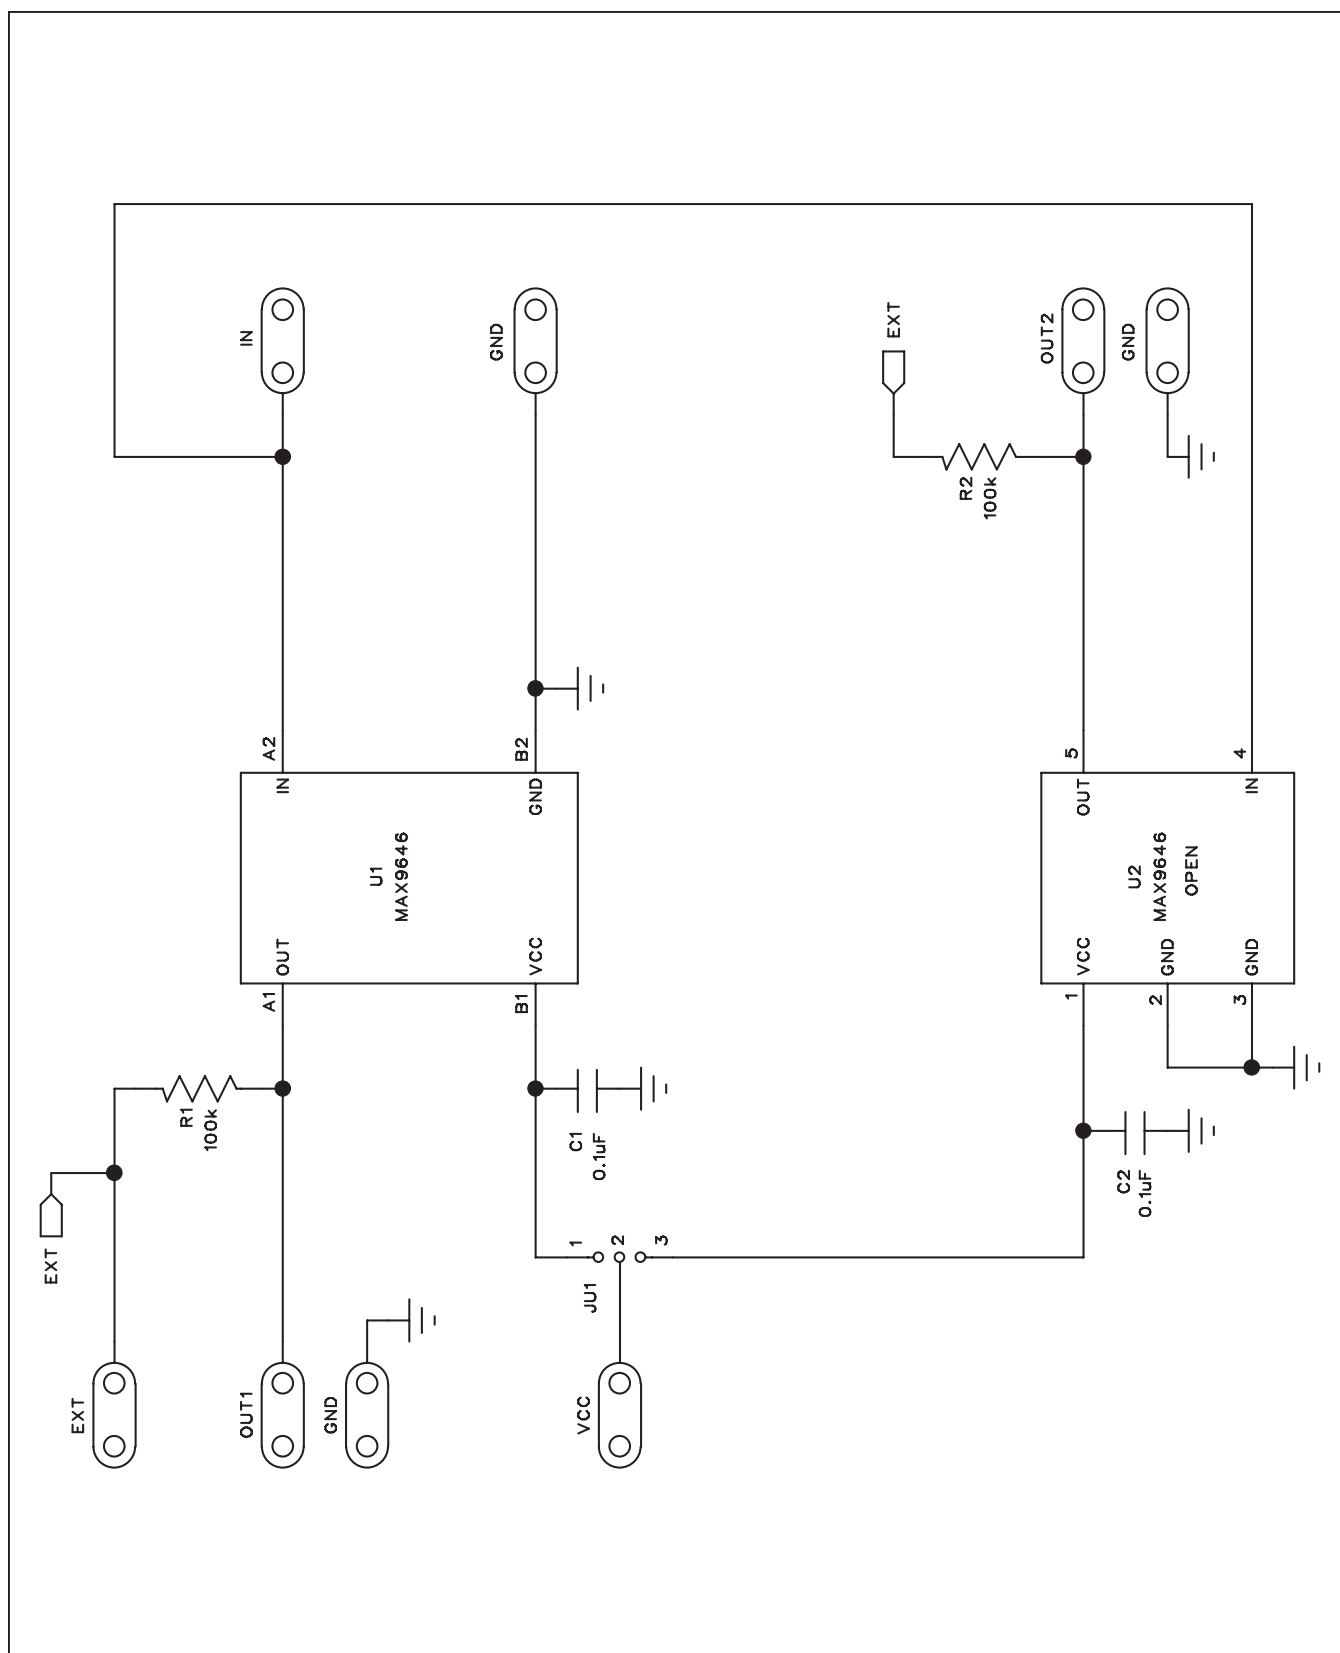 EXT
EXT
R1
100k
OUT1
GND
A1
OUT
IN
A2
IN
U1
MAX9646
B1
VCC
GND
B2
GND
C1
0.1uF
VCC
JU1
1
2
3
EXT
R2
100k
OUT2
GND
1
VCC
OUT
5
U2
MAX9646
OPEN
2
GND
3
GND
IN
4
C2
0.1uF